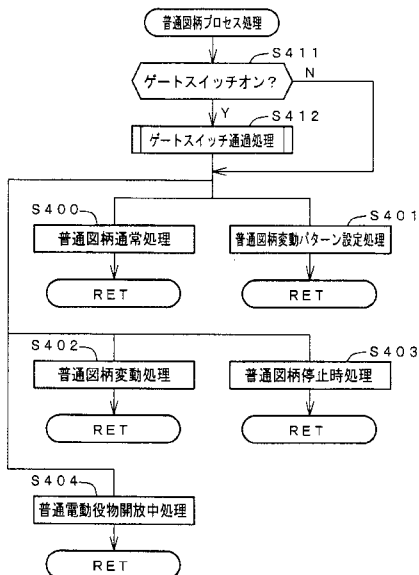 普通図柄プロセス処理
S411
ゲートスイッチオン?
N
Y
S412
ゲートスイッチ通過処理
S400
普通図柄通常処理
S401
普通図柄変動パターン設定処理
RET
RET
S402
普通図柄変動処理
S403
普通図柄停止時処理
RET
RET
S404
普通電動役物開放中処理
RET